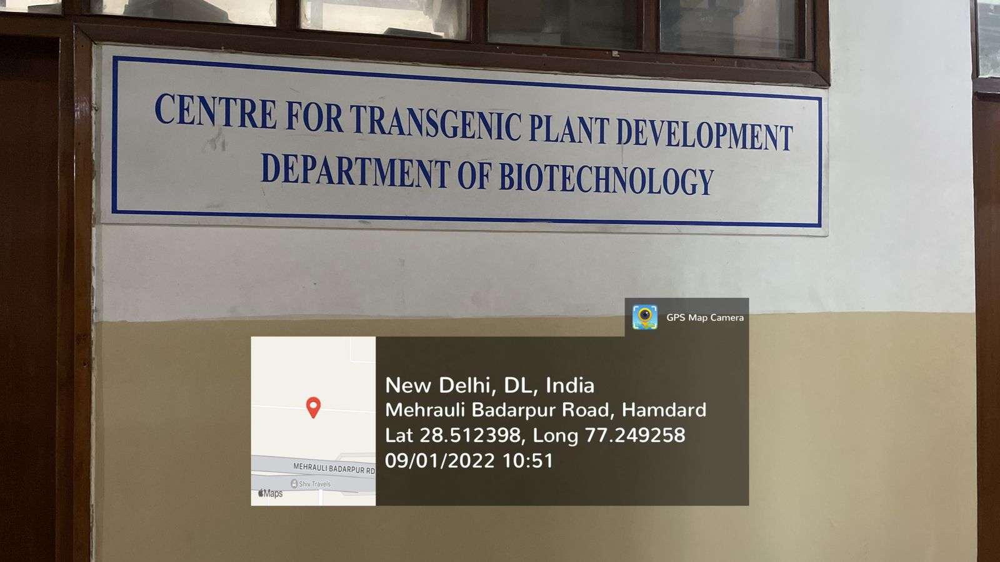 CENTRE FOR TRANSGENIC PLANT DEVELOPMENT
DEPARTMENT OF BIOTECHNOLOGY
GPS Map Camera
New Delhi, DL, India
Mehrauli Badarpur Road, Hamdard
Lat 28.512398, Long 77.249258
09/01/2022 10:51
MEHRAULI BADARPUR RD
Shiv Travels
Maps